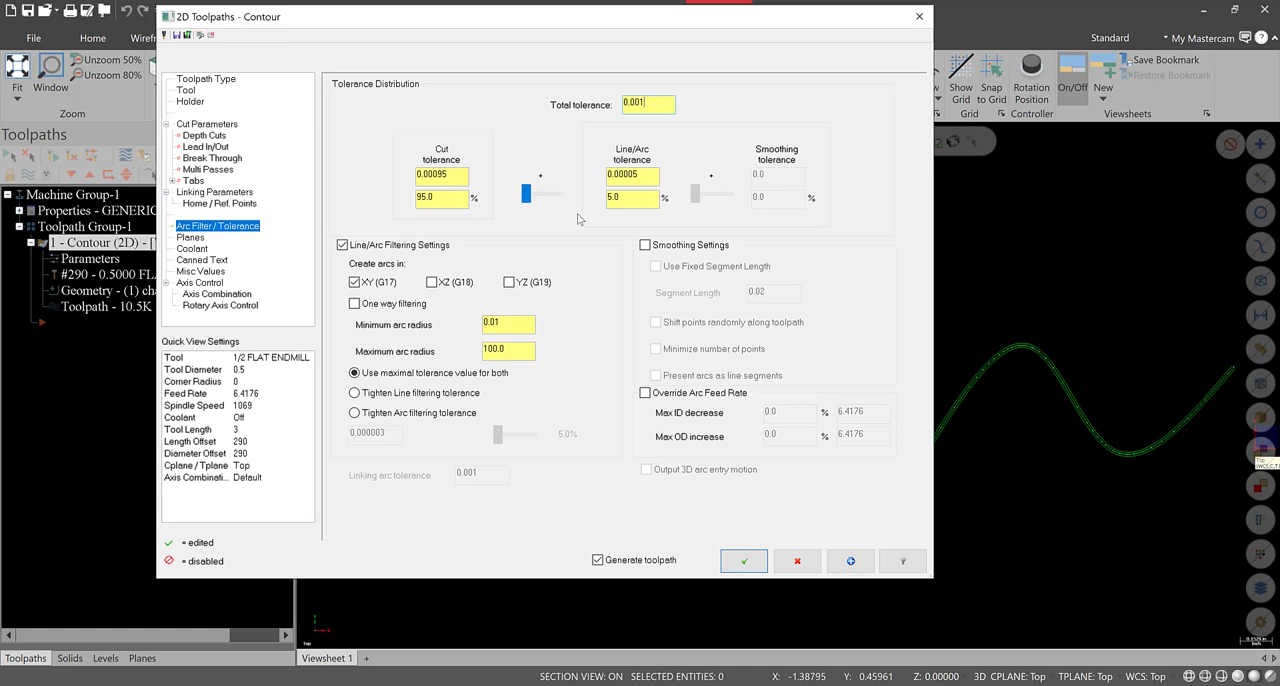 2D Toolpaths - Contour
File
Home
Wirefr
Standard
My Mastercam
Fit
Window
Unzoom 50%
Unzoom 80%
Zoom
Show Grid
Snap to Grid
Rotation Position
On/Off
New
Save Bookmark
Restore Bookmark
Grid
Controller
Viewsheets
Toolpaths
Machine Group-1
Properties - GENERIC
Toolpath Group-1
1 - Contour (2D) - [
Parameters
#290 - 0.5000 FLA
Geometry - (1) cha
Toolpath - 10.5K
Toolpath Type
Tool
Holder
Cut Parameters
Depth Cuts
Lead In/Out
Break Through
Multi Passes
Tabs
Linking Parameters
Home / Ref. Points
Arc Filter / Tolerance
Planes
Coolant
Canned Text
Misc Values
Axis Control
Axis Combination
Rotary Axis Control
Quick View Settings
Tool 1/2 FLAT ENDMILL
Tool Diameter 0.5
Corner Radius 0
Feed Rate 6.4176
Spindle Speed 1069
Coolant Off
Tool Length 3
Length Offset 290
Diameter Offset 290
Cplane / Tplane Top
Axis Combinati... Default
= edited
= disabled
Tolerance Distribution
Total tolerance: 0.001
Cut tolerance
0.00095
95.0 %
+
Line/Arc tolerance
0.00005
5.0 %
+
Smoothing tolerance
0.0
0.0 %
Line/Arc Filtering Settings
Create arcs in:
XY (G17) XZ (G18) YZ (G19)
One way filtering
Minimum arc radius 0.01
Maximum arc radius 100.0
Use maximal tolerance value for both
Tighten Line filtering tolerance
Tighten Arc filtering tolerance
0.000003 5.0%
Linking arc tolerance 0.001
Smoothing Settings
Use Fixed Segment Length
Segment Length 0.02
Shift points randomly along toolpath
Minimize number of points
Present arcs as line segments
Override Arc Feed Rate
Max ID decrease 0.0 % 6.4176
Max OD increase 0.0 % 6.4176
Output 3D arc entry motion
Generate toolpath
Toolpaths Solids Levels Planes
Viewsheet 1 +
SECTION VIEW: ON SELECTED ENTITIES: 0 X: -1.38795 Y: 0.45961 Z: 0.00000 3D CPLANE: Top TPLANE: Top WCS: Top